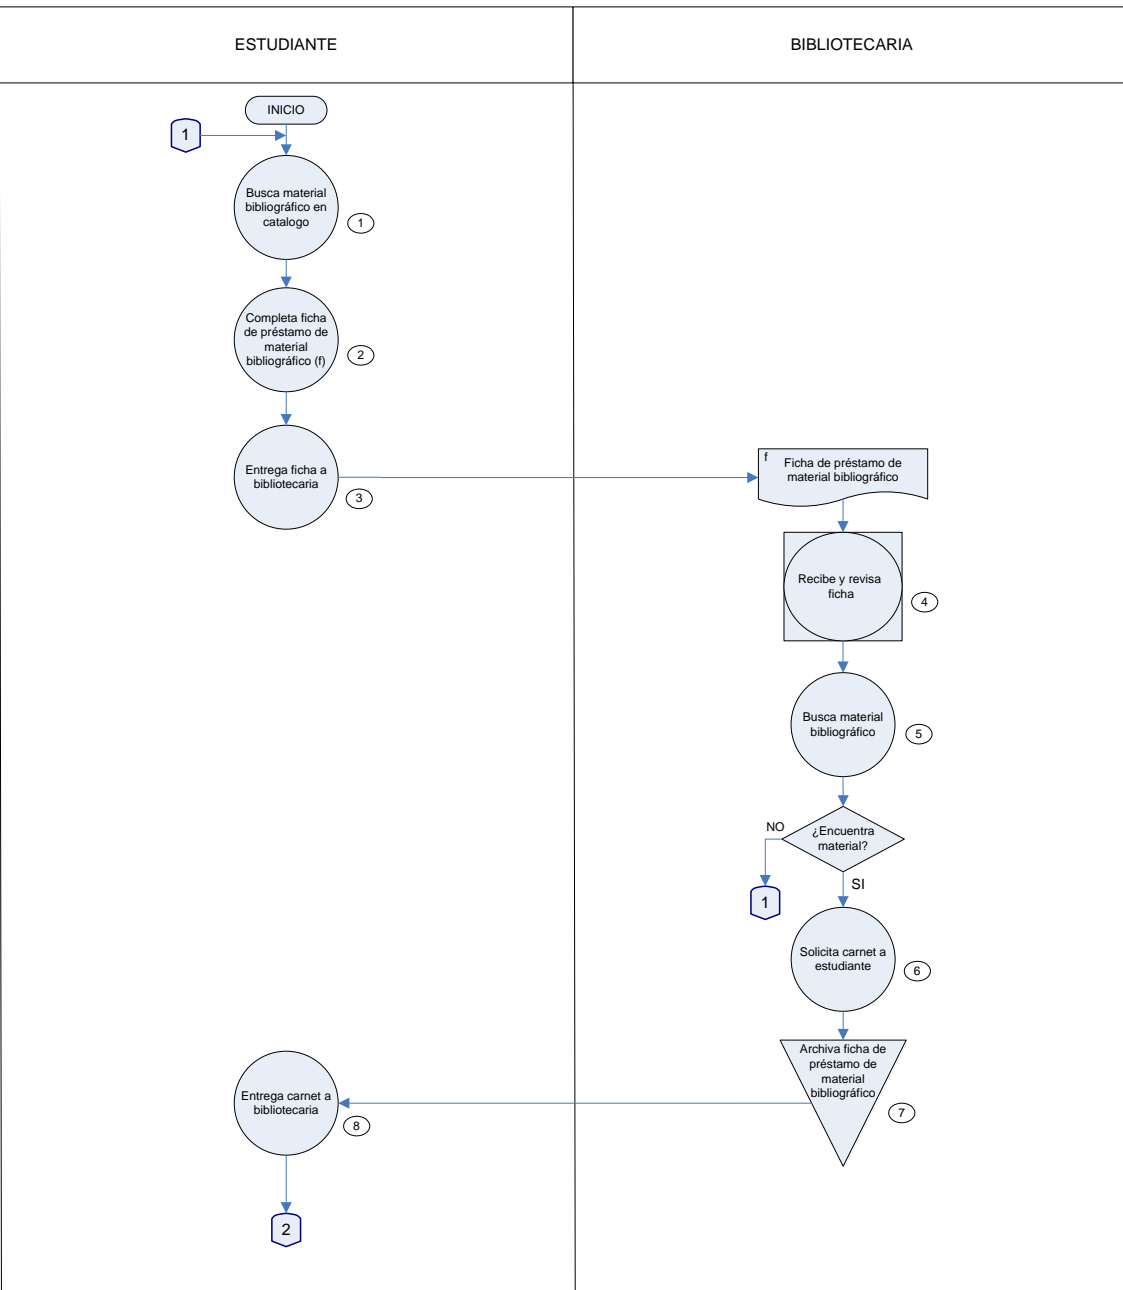 ESTUDIANTE
BIBLIOTECARIA
INICIO
1
Busca material
bibliográfico en
catalogo
1
Completa ficha
de préstamo de
material
bibliográfico (f)
2
Entrega ficha a
bibliotecaria
3
f
Ficha de préstamo de
material bibliográfico
Recibe y revisa
ficha
4
Busca material
bibliográfico
5
¿Encuentra
material?
NO
1
SI
Solicita carnet a
estudiante
6
Archiva ficha de
préstamo de
material
bibliográfico
7
Entrega carnet a
bibliotecaria
8
2